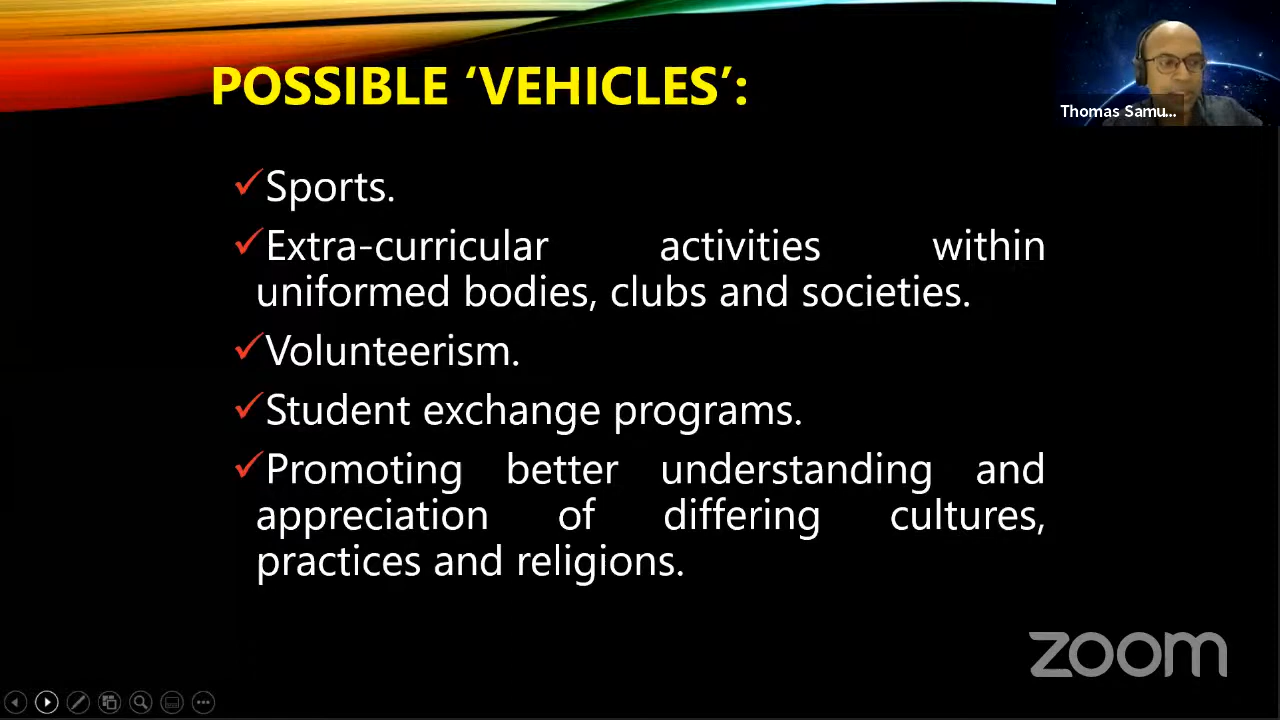 POSSIBLE ‘VEHICLES’:
Thomas Samu...
✓Sports.
✓Extra-curricular activities within
uniformed bodies, clubs and societies.
✓Volunteerism.
✓Student exchange programs.
✓Promoting better understanding and
appreciation of differing cultures,
practices and religions.
zoom